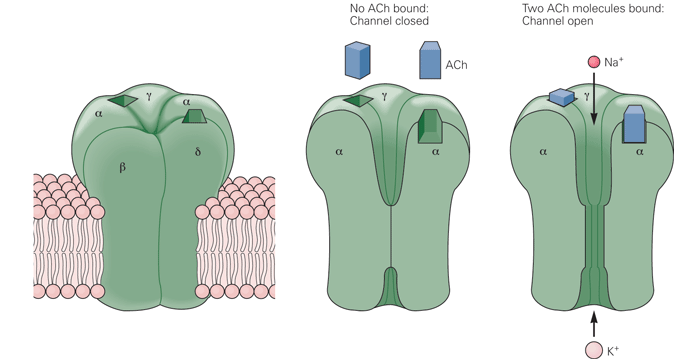 No ACh bound:
Channel closed
Two ACh molecules bound:
Channel open
ACh
Na⁺
γ
α
α
β
δ
γ
α
α
γ
α
α
K⁺